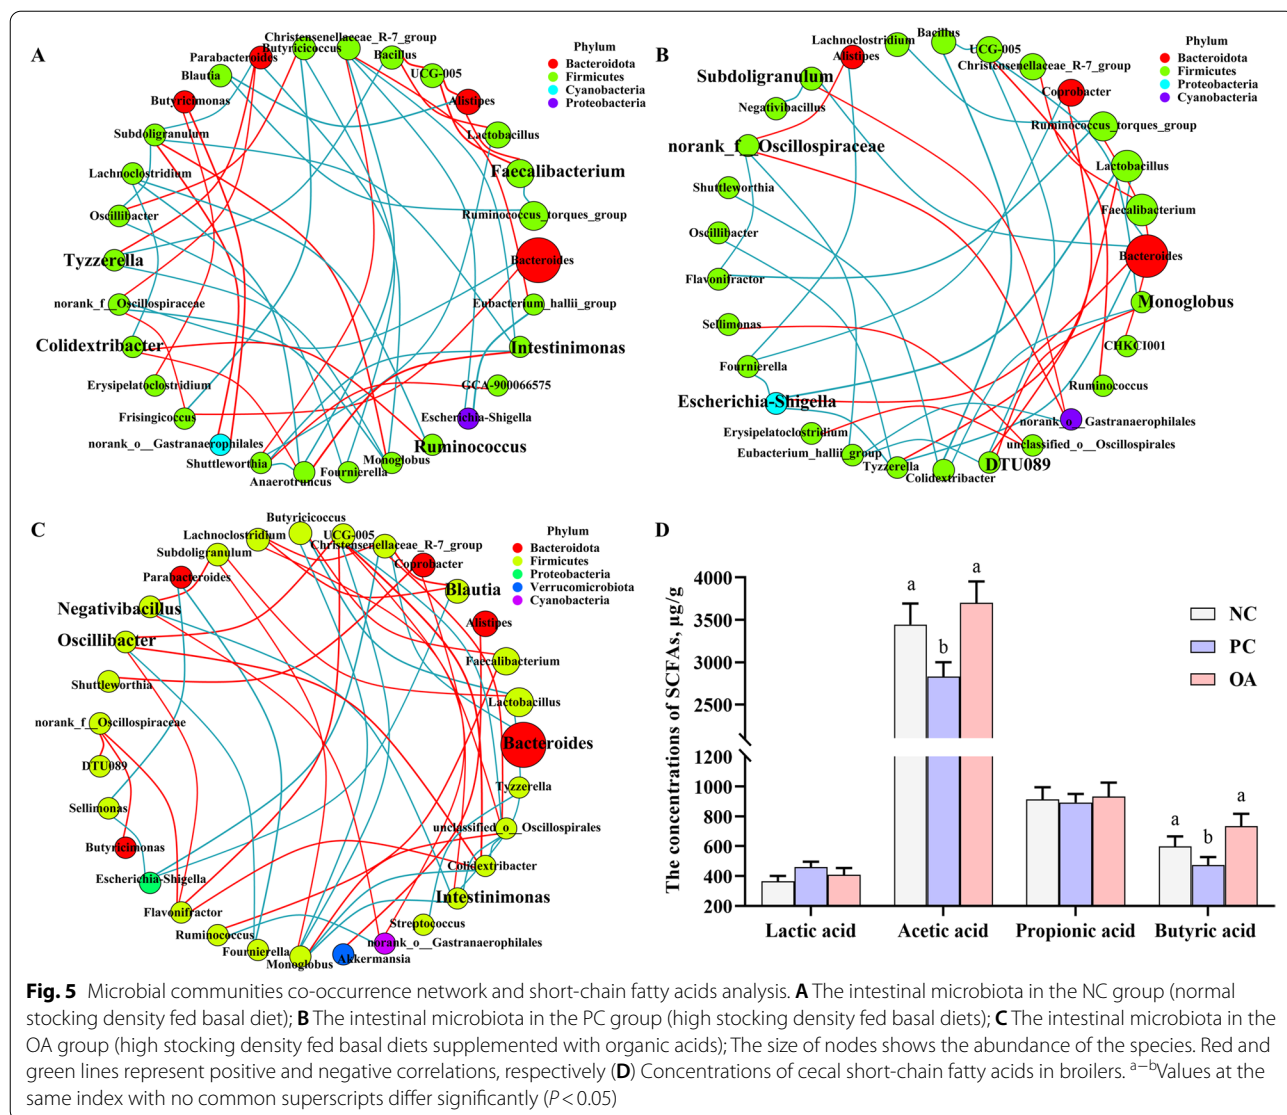 A
Christensenellaceae_R-7_group
Butyricicoccus
Bacillus
Parabacteroides
UCG-005
Blautia
Alistipes
Butyricimonas
Lactobacillus
Subdoligranulum
Faecalibacterium
Lachnoclostridium
Ruminococcus_torques_group
Oscillibacter
Tyzzerella
Bacteroides
norank_f__Oscillospiraceae
Eubacterium_hallii_group
Colidextribacter
Intestinimonas
Erysipelatoclostridium
GCA-900066575
Frisingicoccus
Escherichia-Shigella
norank_o__Gastranaerophilales
Ruminococcus
Shuttleworthia
Monoglobus
Anaerotruncus
Fournierella
Phylum
Bacteroidota
Firmicutes
Cyanobacteria
Proteobacteria
B
Bacillus
Lachnoclostridium
UCG-005
Alistipes
Christensenellaceae_R-7_group
Subdoligranulum
Coprobacter
Negativibacillus
Ruminococcus_torques_group
norank_f__Oscillospiraceae
Lactobacillus
Shuttleworthia
Faecalibacterium
Oscillibacter
Bacteroides
Flavonifractor
Monoglobus
Sellimonas
CHKCI001
Fournierella
Ruminococcus
Escherichia-Shigella
norank_o__Gastranaerophilales
Erysipelatoclostridium
unclassified_o__Oscillospirales
Eubacterium_hallii_group
DTU089
Tyzzerella
Colidextribacter
Phylum
Bacteroidota
Firmicutes
Proteobacteria
Cyanobacteria
C
Butyricicoccus
Lachnoclostridium
UCG-005
Christensenellaceae_R-7_group
Subdoligranulum
Coprobacter
Parabacteroides
Blautia
Negativibacillus
Alistipes
Oscillibacter
Faecalibacterium
Shuttleworthia
Lactobacillus
norank_f__Oscillospiraceae
Bacteroides
DTU089
Tyzzerella
Sellimonas
unclassified_o__Oscillospirales
Butyricimonas
Colidextribacter
Escherichia-Shigella
Intestinimonas
Flavonifractor
Streptococcus
Ruminococcus
norank_o__Gastranaerophilales
Fournierella
Akkermansia
Monoglobus
Phylum
Bacteroidota
Firmicutes
Proteobacteria
Verrucomicrobiota
Cyanobacteria
D
The concentrations of SCFAs, μg/g
4000
3500
3000
2500
1200
1000
800
600
400
200
a
b
a
a
b
a
NC
PC
OA
Lactic acid
Acetic acid
Propionic acid
Butyric acid
Fig. 5 Microbial communities co-occurrence network and short-chain fatty acids analysis. A The intestinal microbiota in the NC group (normal
stocking density fed basal diet); B The intestinal microbiota in the PC group (high stocking density fed basal diets); C The intestinal microbiota in the
OA group (high stocking density fed basal diets supplemented with organic acids); The size of nodes shows the abundance of the species. Red and
green lines represent positive and negative correlations, respectively (D) Concentrations of cecal short-chain fatty acids in broilers. a–bValues at the
same index with no common superscripts differ significantly (P < 0.05)